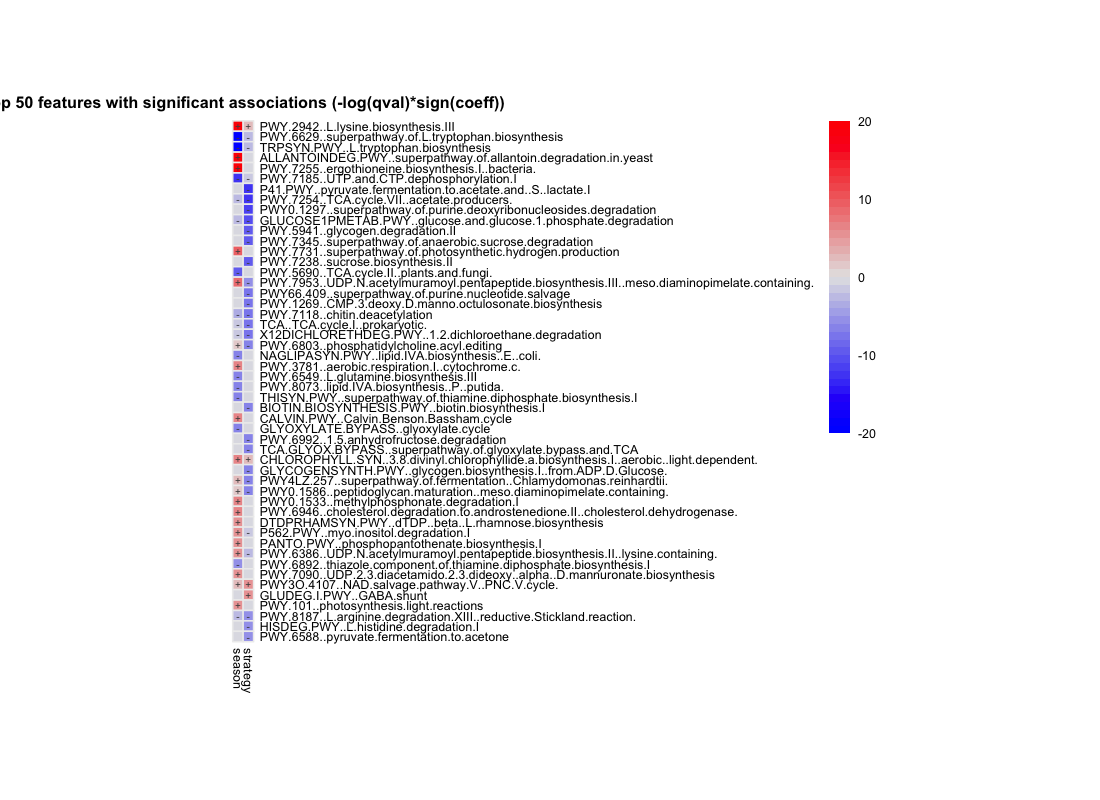 p 50 features with significant associations (-log(qval)*sign(coeff))
PWY.2942..L.lysine.biosynthesis.III
PWY.6629..superpathway.of.L.tryptophan.biosynthesis
TRPSYN.PWY..L.tryptophan.biosynthesis
ALLANTOINDEG.PWY..superpathway.of.allantoin.degradation.in.yeast
PWY.7255..ergothioneine.biosynthesis.I..bacteria.
PWY.7185..UTP.and.CTP.dephosphorylation.I
P41.PWY..pyruvate.fermentation.to.acetate.and..S..lactate.I
PWY.7254..TCA.cycle.VII..acetate.producers.
PWY0.1297..superpathway.of.purine.deoxyribonucleosides.degradation
GLUCOSE1PMETAB.PWY..glucose.and.glucose.1.phosphate.degradation
PWY.5941..glycogen.degradation.II
PWY.7345..superpathway.of.anaerobic.sucrose.degradation
PWY.7731..superpathway.of.photosynthetic.hydrogen.production
PWY.7238..sucrose.biosynthesis.II
PWY.5690..TCA.cycle.II..plants.and.fungi.
PWY.7953..UDP.N.acetylmuramoyl.pentapeptide.biosynthesis.III..meso.diaminopimelate.containing.
PWY66.409..superpathway.of.purine.nucleotide.salvage
PWY.1269..CMP.3.deoxy.D.manno.octulosonate.biosynthesis
PWY.7118..chitin.deacetylation
TCA..TCA.cycle.I..prokaryotic.
X12DICHLORETHDEG.PWY..1.2.dichloroethane.degradation
PWY.6803..phosphatidylcholine.acyl.editing
NAGLIPASYN.PWY..lipid.IVA.biosynthesis..E..coli.
PWY.3781..aerobic.respiration.I..cytochrome.c.
PWY.6549..L.glutamine.biosynthesis.III
PWY.8073..lipid.IVA.biosynthesis..P..putida.
THISYN.PWY..superpathway.of.thiamine.diphosphate.biosynthesis.I
BIOTIN.BIOSYNTHESIS.PWY..biotin.biosynthesis.I
CALVIN.PWY..Calvin.Benson.Bassham.cycle
GLYOXYLATE.BYPASS..glyoxylate.cycle
PWY.6992..1.5.anhydrofructose.degradation
TCA.GLYOX.BYPASS..superpathway.of.glyoxylate.bypass.and.TCA
CHLOROPHYLL.SYN..3.8.divinyl.chlorophyllide.a.biosynthesis.I..aerobic..light.dependent.
GLYCOGENSYNTH.PWY..glycogen.biosynthesis.I..from.ADP.D.Glucose.
PWY4LZ.257..superpathway.of.fermentation..Chlamydomonas.reinhardtii.
PWY0.1586..peptidoglycan.maturation..meso.diaminopimelate.containing.
PWY0.1533..methylphosphonate.degradation.I
PWY.6946..cholesterol.degradation.to.androstenedione.II..cholesterol.dehydrogenase.
DTDPRHAMSYN.PWY..dTDP..beta..L.rhamnose.biosynthesis
P562.PWY..myo.inositol.degradation.I
PANTO.PWY..phosphopantothenate.biosynthesis.I
PWY.6386..UDP.N.acetylmuramoyl.pentapeptide.biosynthesis.II..lysine.containing.
PWY.6892..thiazole.component.of.thiamine.diphosphate.biosynthesis.I
PWY.7090..UDP.2.3.diacetamido.2.3.dideoxy..alpha..D.mannuronate.biosynthesis
PWY3O.4107..NAD.salvage.pathway.V..PNC.V.cycle.
GLUDEG.I.PWY..GABA.shunt
PWY.101..photosynthesis.light.reactions
PWY.8187..L.arginine.degradation.XIII..reductive.Stickland.reaction.
HISDEG.PWY..L.histidine.degradation.I
PWY.6588..pyruvate.fermentation.to.acetone
season
strategy
20
10
0
-10
-20